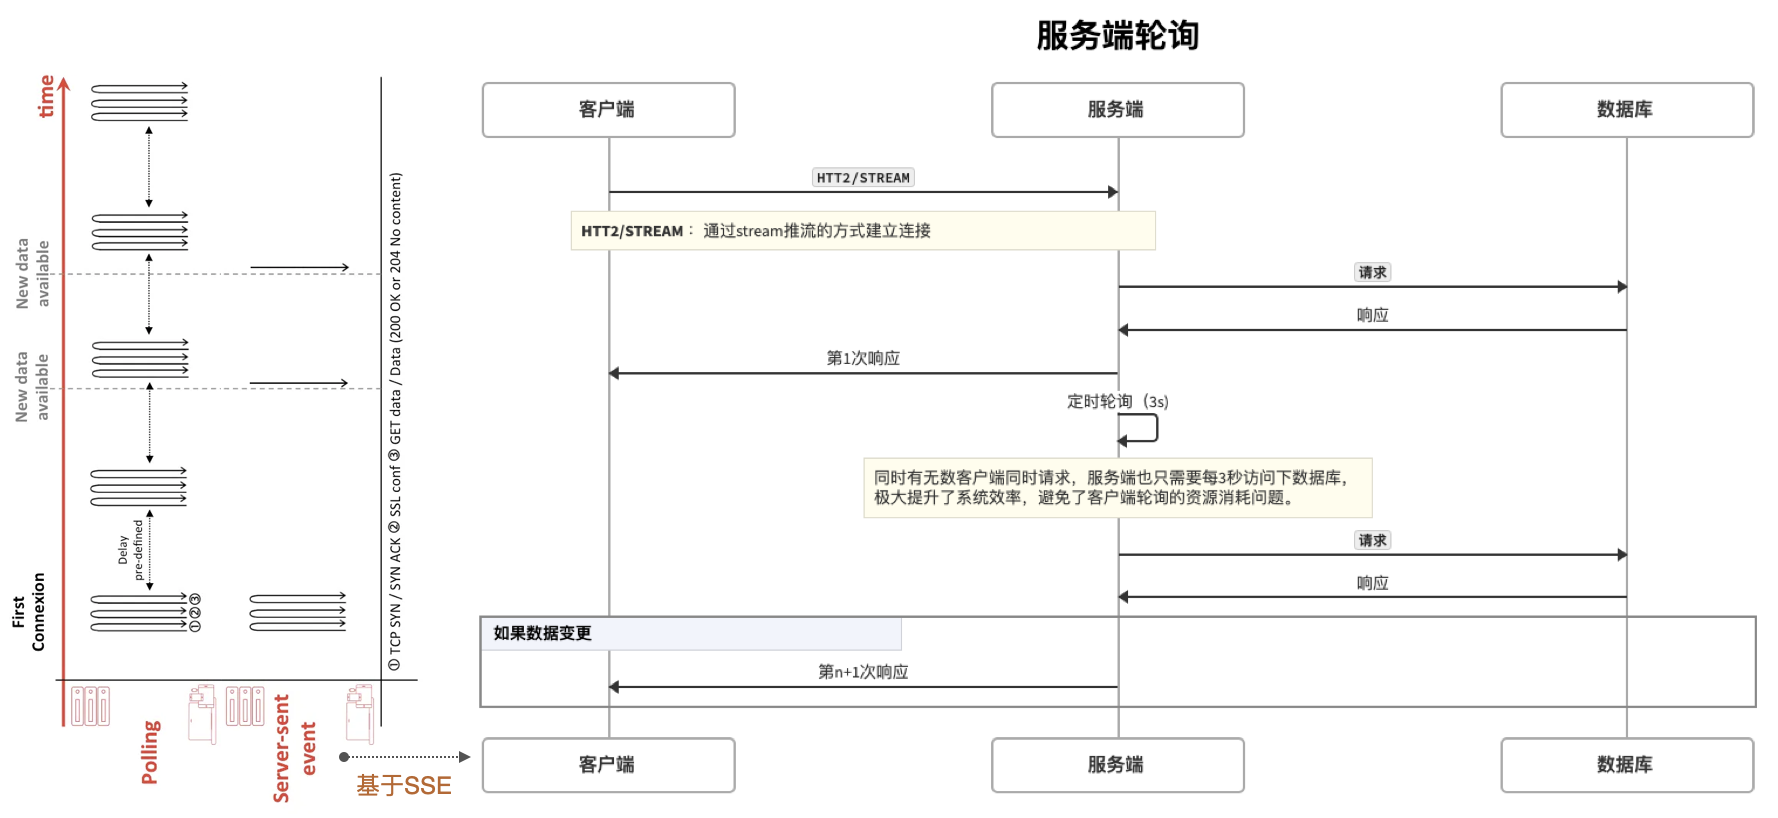 服务端轮询
time
New data
available
New data
available
Delay
pre-defined
First
Connexion
③
②
①
① TCP SYN / SYN ACK ② SSL conf ③ GET data / Data (200 OK or 204 No content)
Polling
Server-sent
event
基于SSE
客户端
服务端
数据库
HTT2/STREAM
HTT2/STREAM： 通过stream推流的方式建立连接
请求
响应
第1次响应
定时轮询（3s）
同时有无数客户端同时请求，服务端也只需要每3秒访问下数据库，
极大提升了系统效率，避免了客户端轮询的资源消耗问题。
请求
响应
如果数据变更
第n+1次响应
客户端
服务端
数据库